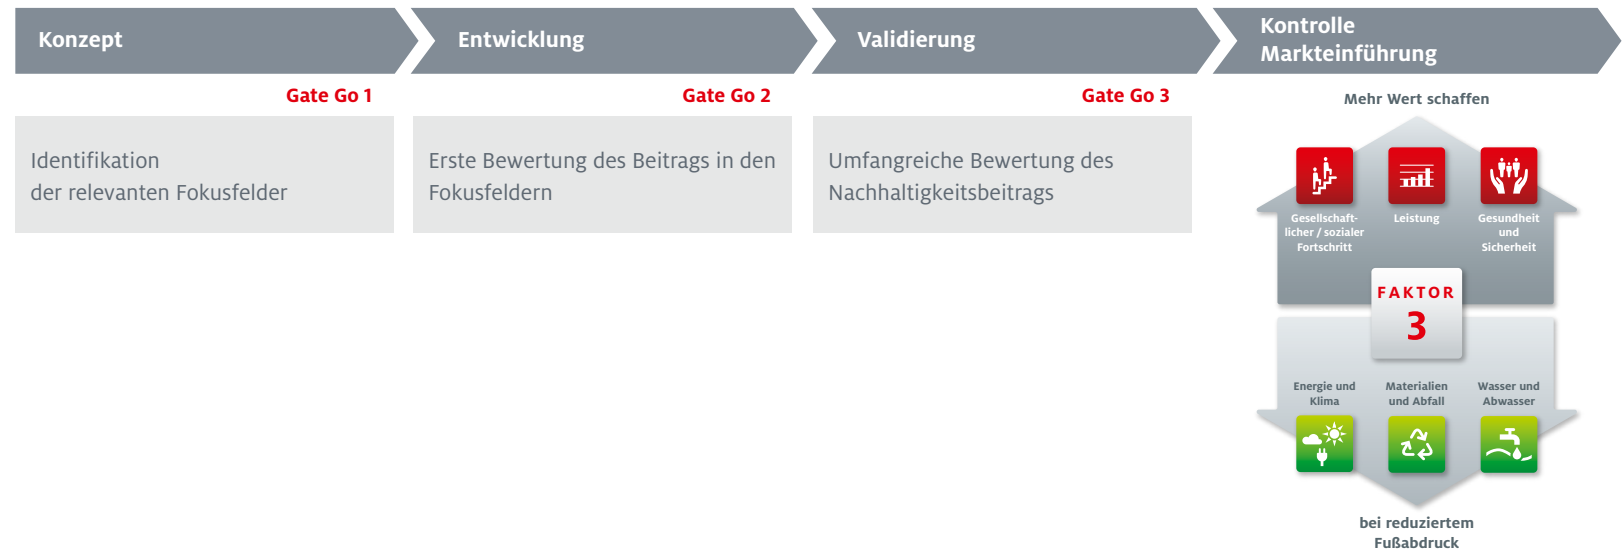 Konzept
Entwicklung
Validierung
Kontrolle
Markteinführung
Gate Go 1
Gate Go 2
Gate Go 3
Identifikation
der relevanten Fokusfelder
Erste Bewertung des Beitrags in den
Fokusfeldern
Umfangreiche Bewertung des
Nachhaltigkeitsbeitrags
Mehr Wert schaffen
Gesellschaft-
licher / sozialer
Fortschritt
Leistung
Gesundheit
und
Sicherheit
FAKTOR
3
Energie und
Klima
Materialien
und Abfall
Wasser und
Abwasser
bei reduziertem
Fußabdruck